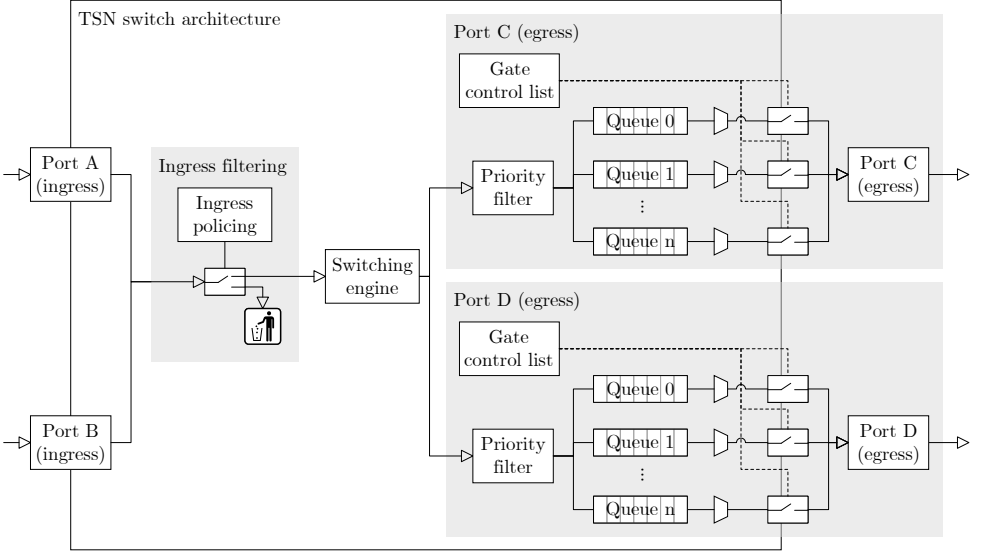 TSN switch architecture
Port A
(ingress)
Port B
(ingress)
Ingress filtering
Ingress
policing
Switching
engine
Port C (egress)
Gate
control list
Priority
filter
Queue 0
Queue 1
⋮
Queue n
Port C
(egress)
Port D (egress)
Gate
control list
Priority
filter
Queue 0
Queue 1
⋮
Queue n
Port D
(egress)